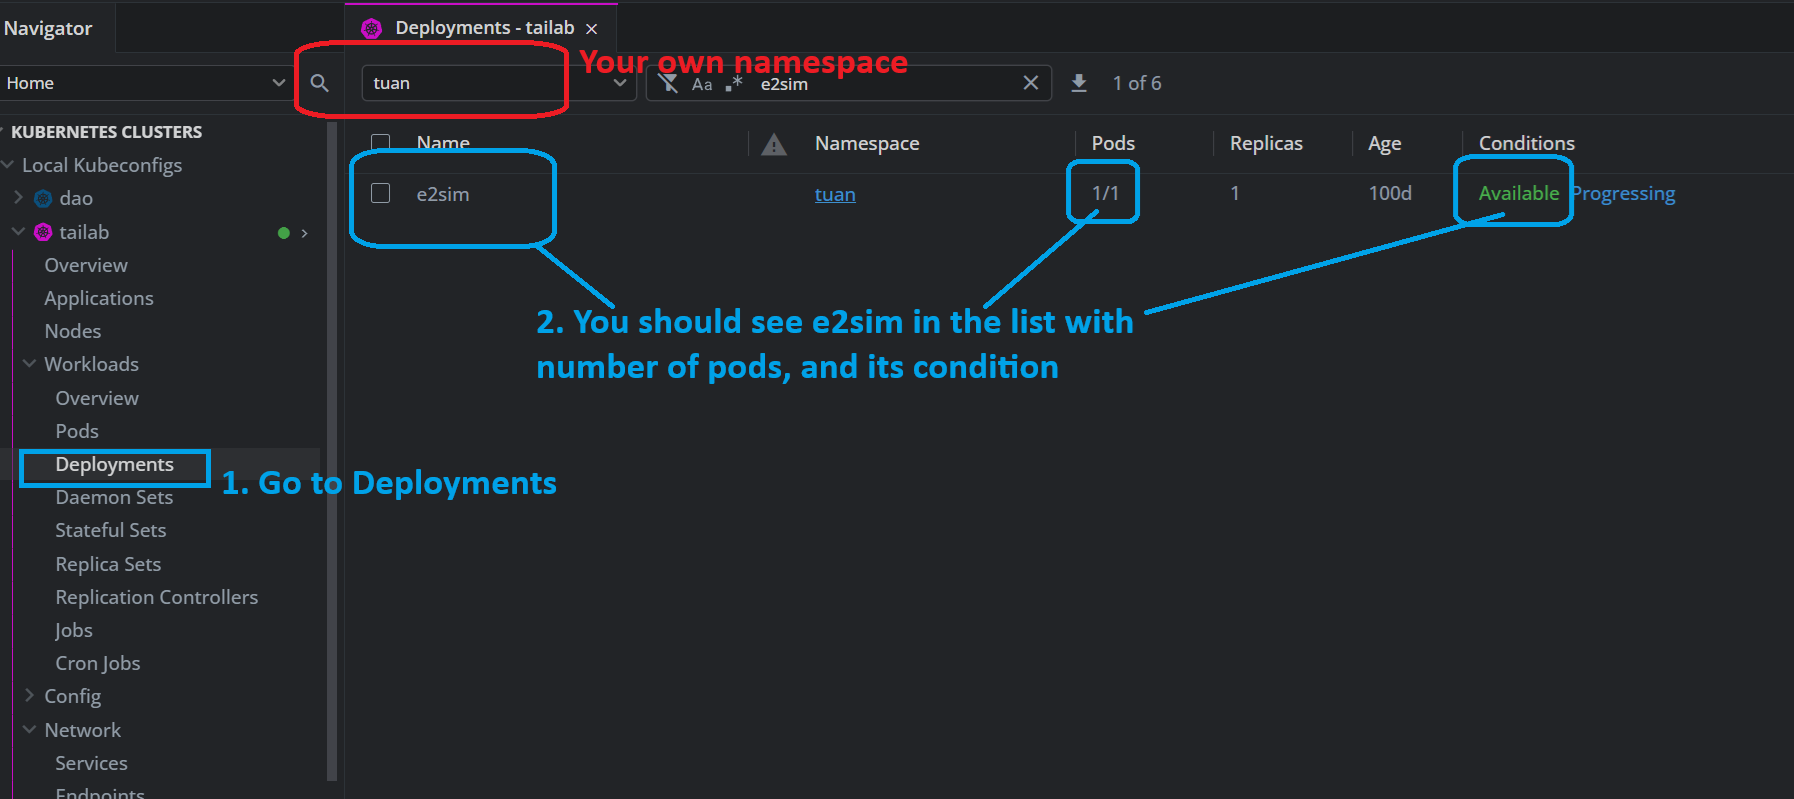 Navigator
Deployments - tailab
Your own namespace
Home
tuan
Aa .* e2sim
1 of 6
KUBERNETES CLUSTERS
Name Namespace Pods Replicas Age Conditions
Local Kubeconfigs
e2sim tuan 1/1 1 100d Available Progressing
dao
tailab
Overview
Applications
Nodes
2. You should see e2sim in the list with
number of pods, and its condition
Workloads
Overview
Pods
Deployments
1. Go to Deployments
Daemon Sets
Stateful Sets
Replica Sets
Replication Controllers
Jobs
Cron Jobs
Config
Network
Services
Endpoints